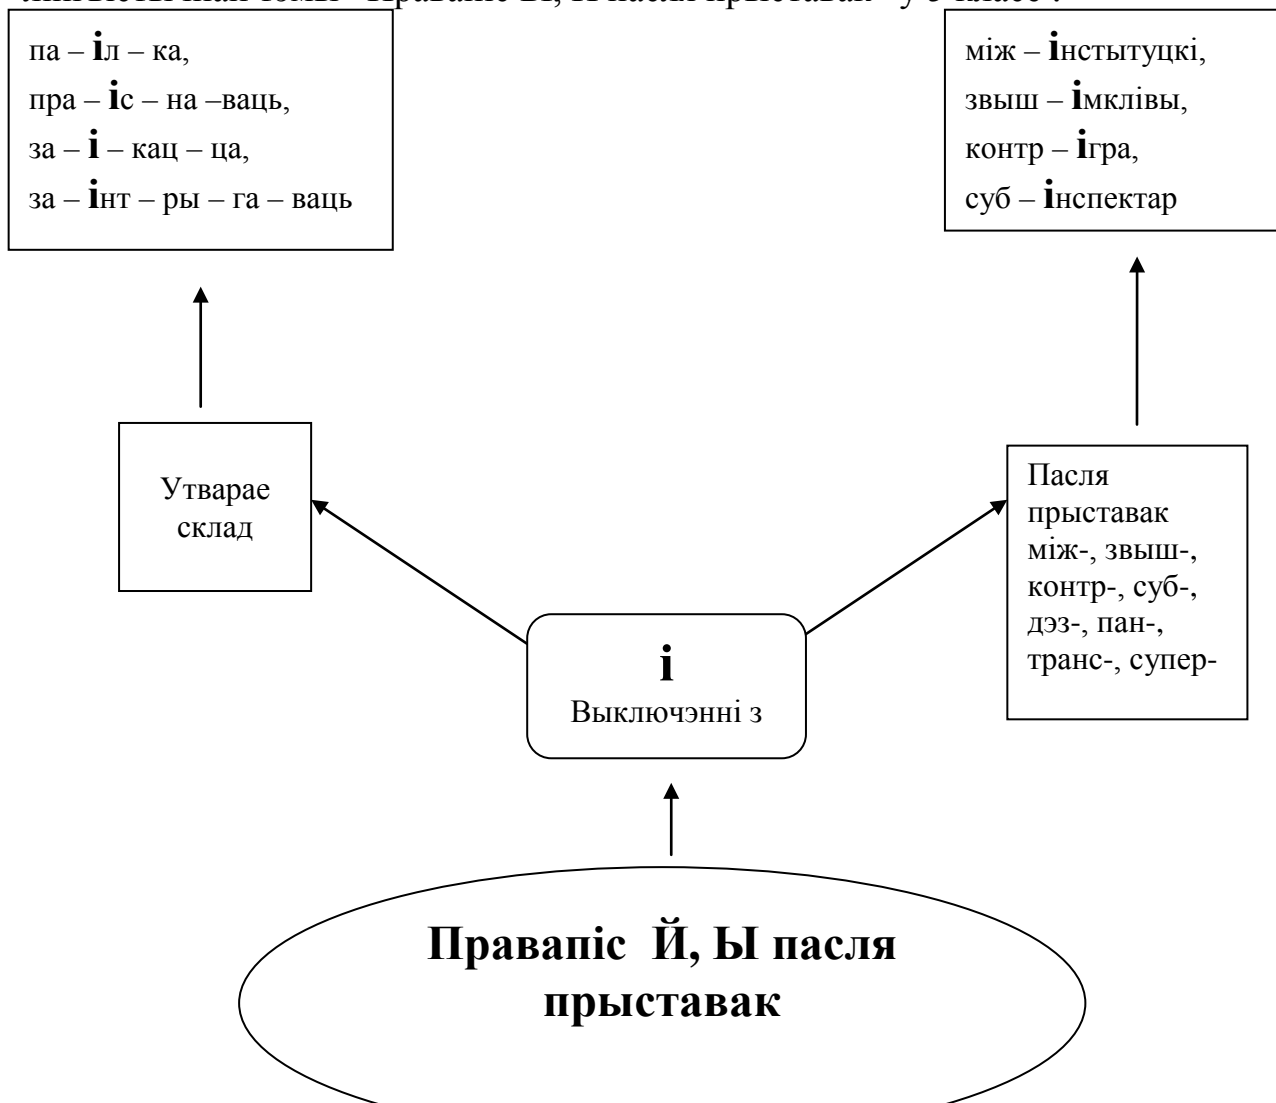 па – іл – ка,
пра – іс – на –ваць,
за – і – кац – ца,
за – інт – ры – га – ваць
між – інстытуцкі,
звыш – імклівы,
контр – ігра,
суб – інспектар
Утварае
склад
Пасля
прыставак
між-, звыш-,
контр-, суб-,
дэз-, пан-,
транс-, супер-
і
Выключэнні з
Правапіс Й, Ы пасля
прыставак